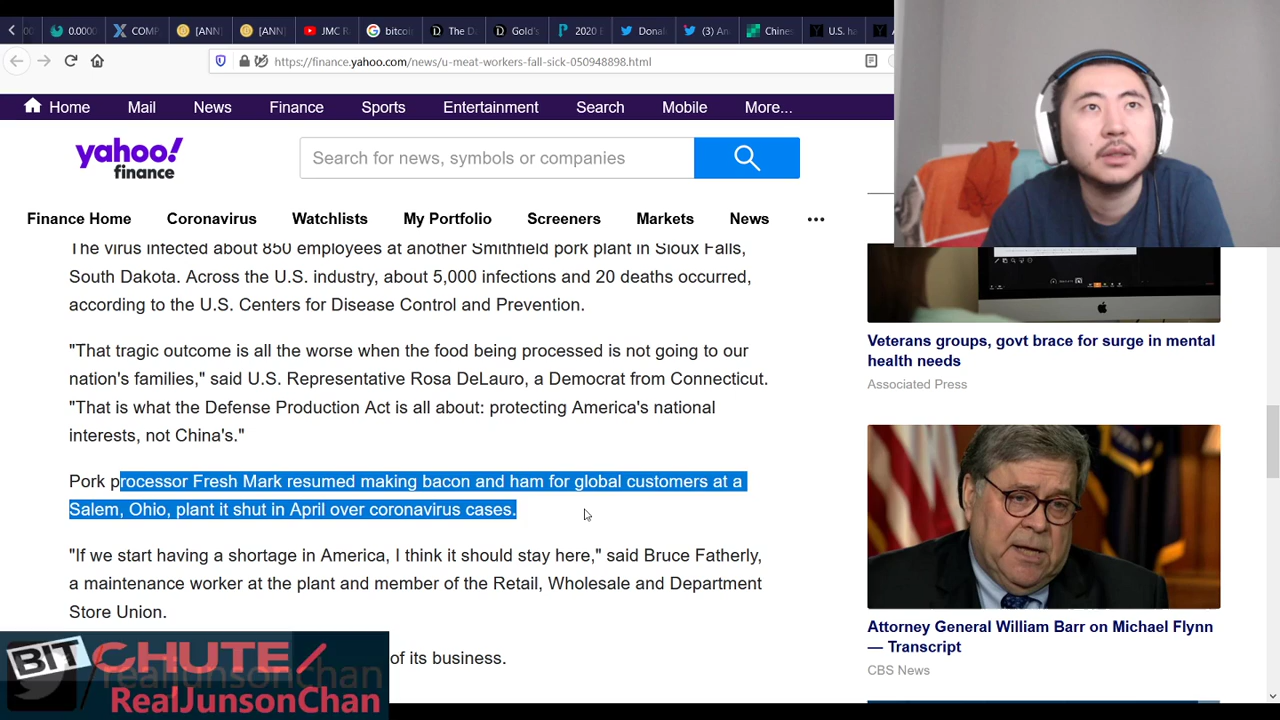 0.0000
COMP
[ANN
[ANN
JMC R
bitcoi
The D
Gold's
2020 E
Donal
(3) An
Chines
U.S. ha
https://finance.yahoo.com/news/u-meat-workers-fall-sick-050948898.html
Home Mail News Finance Sports Entertainment Search Mobile More...
yahoo!
finance
Search for news, symbols or companies
Finance Home Coronavirus Watchlists My Portfolio Screeners Markets News
The virus infected about 850 employees at another Smithfield pork plant in Sioux Falls,
South Dakota. Across the U.S. industry, about 5,000 infections and 20 deaths occurred,
according to the U.S. Centers for Disease Control and Prevention.
"That tragic outcome is all the worse when the food being processed is not going to our
nation's families," said U.S. Representative Rosa DeLauro, a Democrat from Connecticut.
"That is what the Defense Production Act is all about: protecting America's national
interests, not China's."
Pork processor Fresh Mark resumed making bacon and ham for global customers at a
Salem, Ohio, plant it shut in April over coronavirus cases.
"If we start having a shortage in America, I think it should stay here," said Bruce Fatherly,
a maintenance worker at the plant and member of the Retail, Wholesale and Department
Store Union.
of its business.
Veterans groups, govt brace for surge in mental
health needs
Associated Press
Attorney General William Barr on Michael Flynn
— Transcript
CBS News
BIT CHUTE/
realjunsonchan
RealJunsonChan